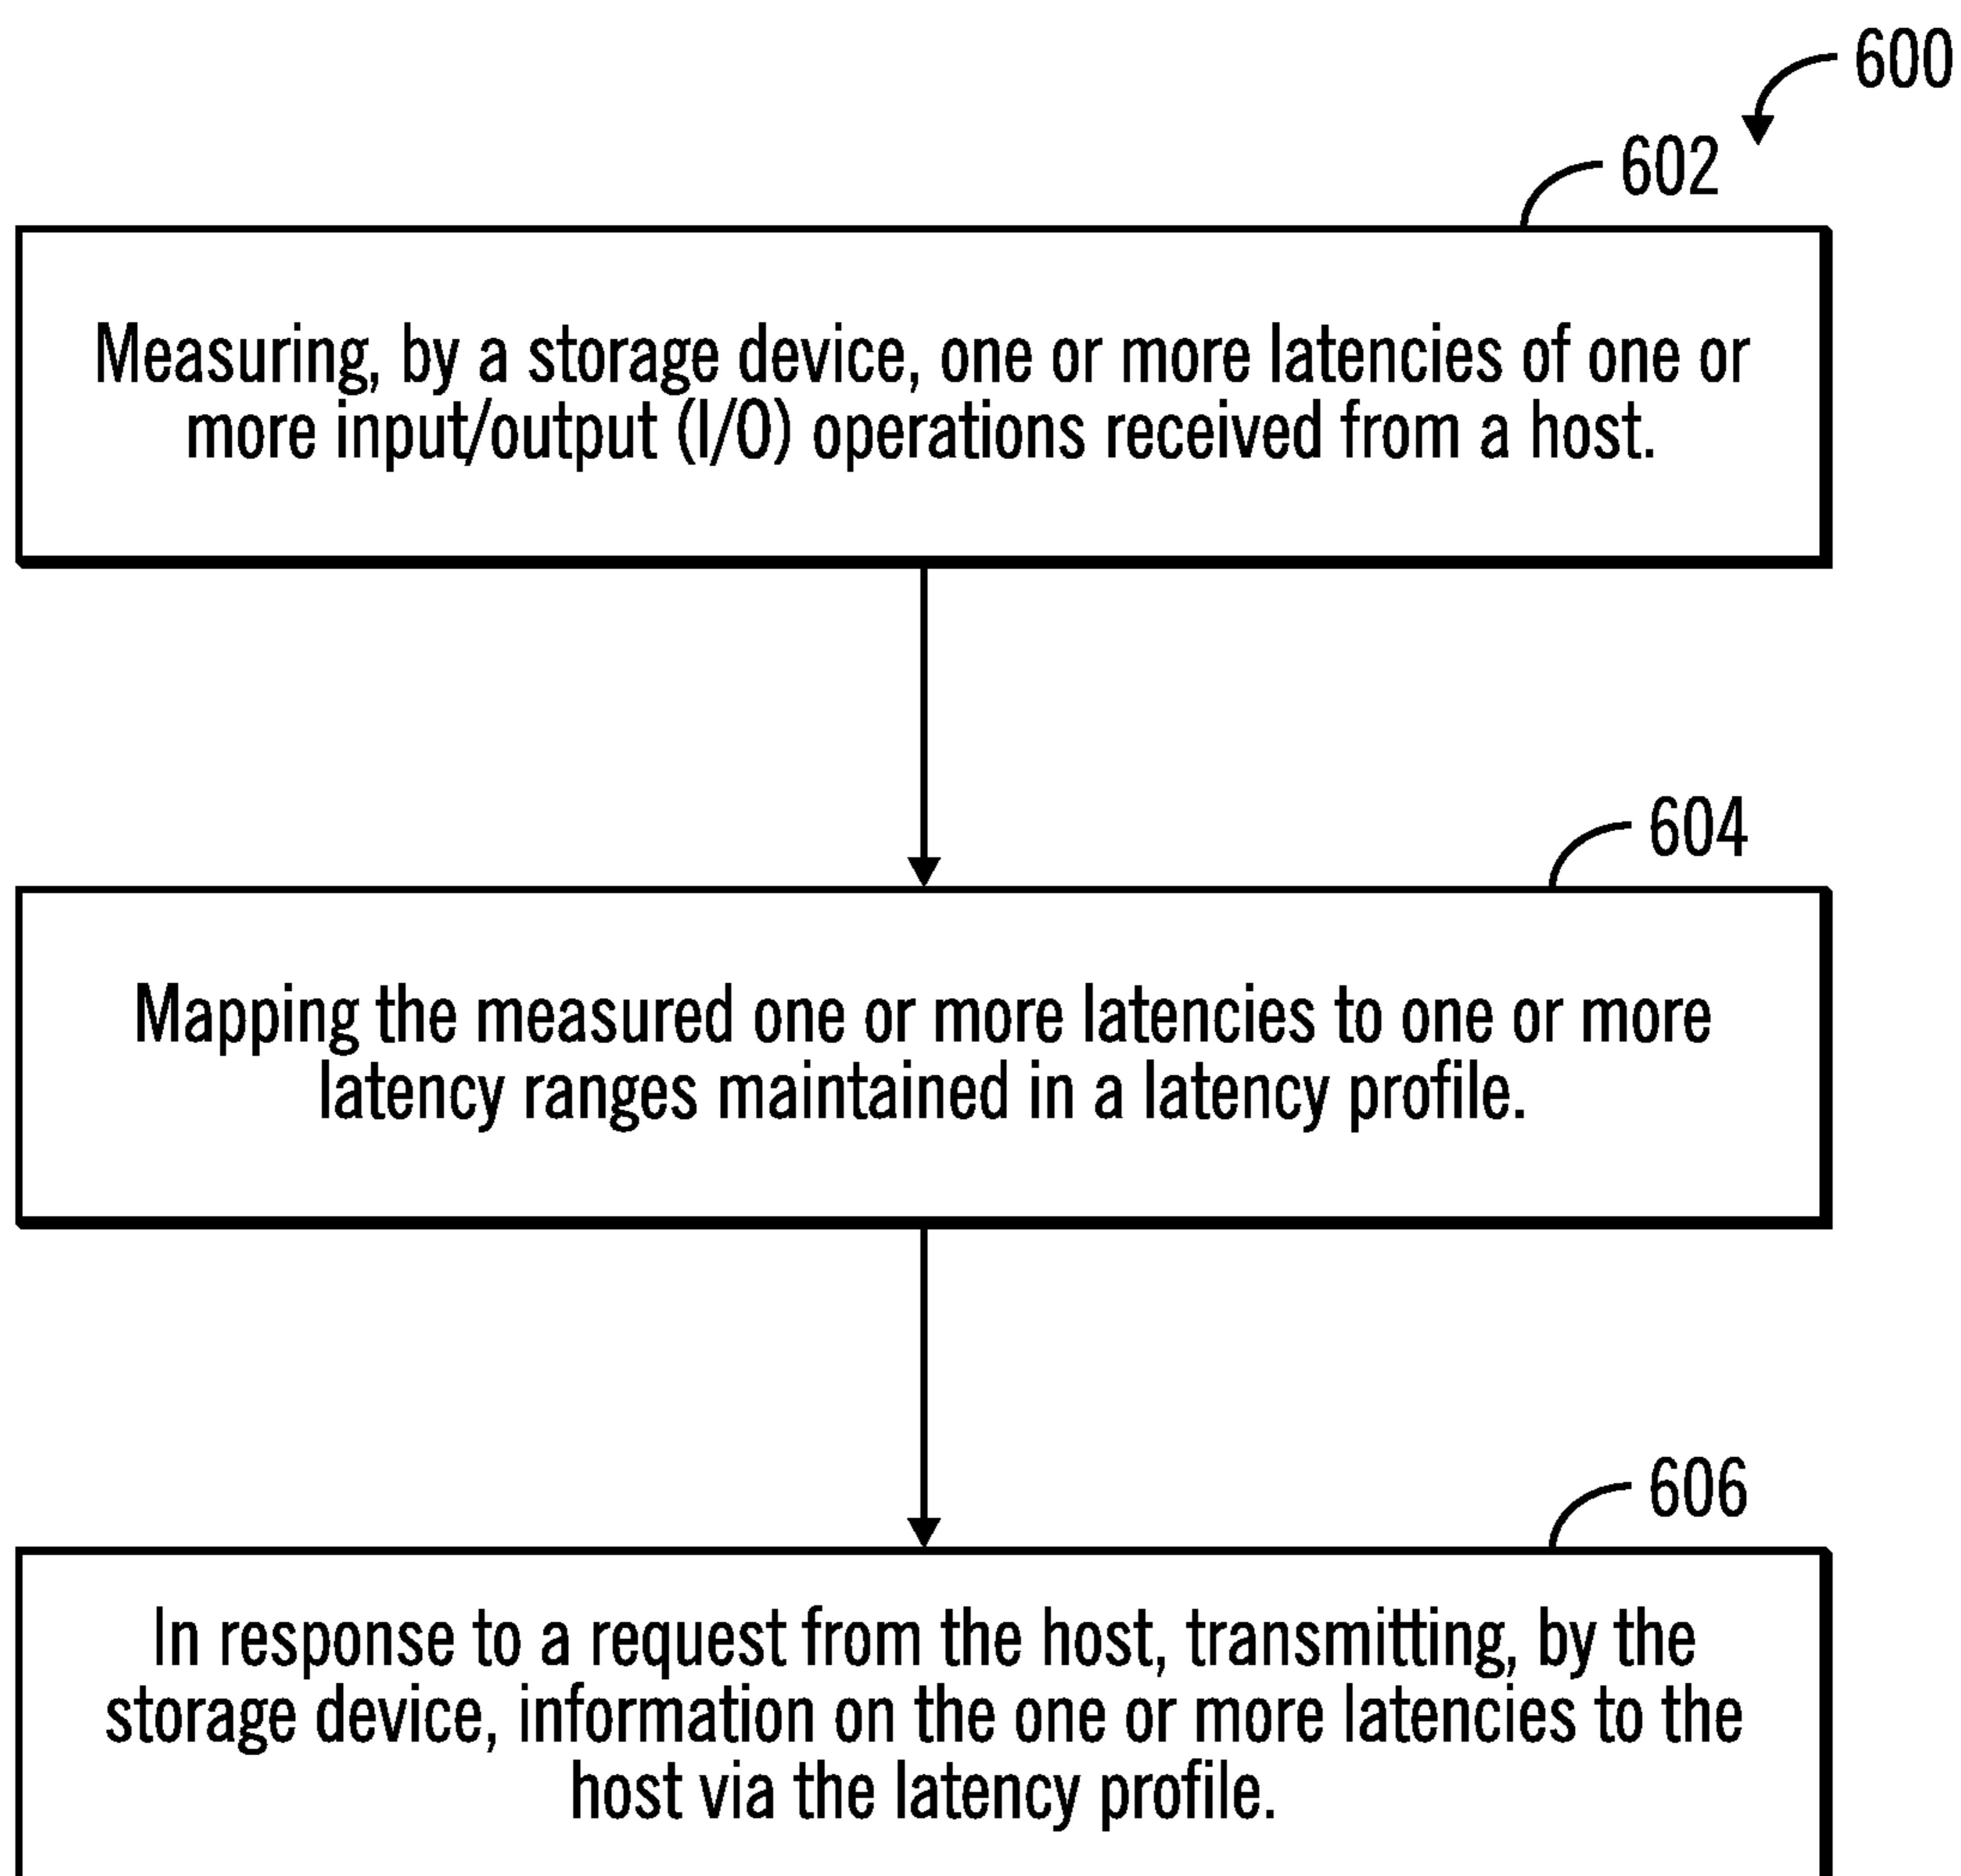 600
602
Measuring, by a storage device, one or more latencies of one or
more input/output (I/O) operations received from a host.
604
Mapping the measured one or more latencies to one or more
latency ranges maintained in a latency profile.
606
In response to a request from the host, transmitting, by the
storage device, information on the one or more latencies to the
host via the latency profile.